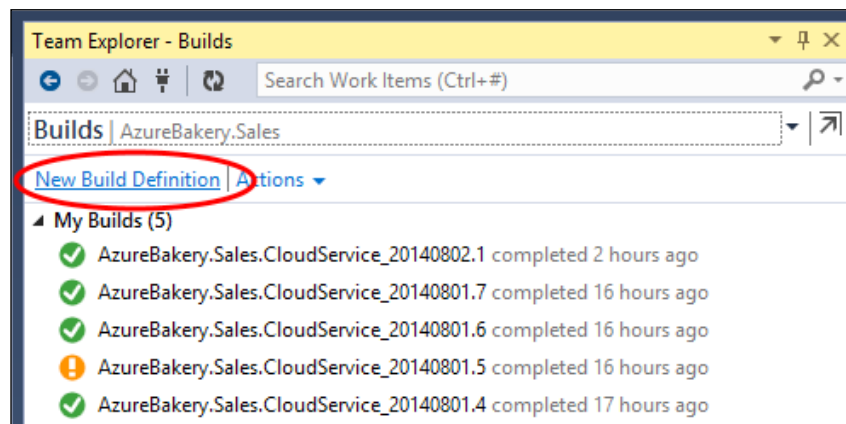 Team Explorer - Builds
Search Work Items (Ctrl+#)
Builds | AzureBakery.Sales
New Build Definition | Actions
My Builds (5)
AzureBakery.Sales.CloudService_20140802.1 completed 2 hours ago
AzureBakery.Sales.CloudService_20140801.7 completed 16 hours ago
AzureBakery.Sales.CloudService_20140801.6 completed 16 hours ago
AzureBakery.Sales.CloudService_20140801.5 completed 16 hours ago
AzureBakery.Sales.CloudService_20140801.4 completed 17 hours ago